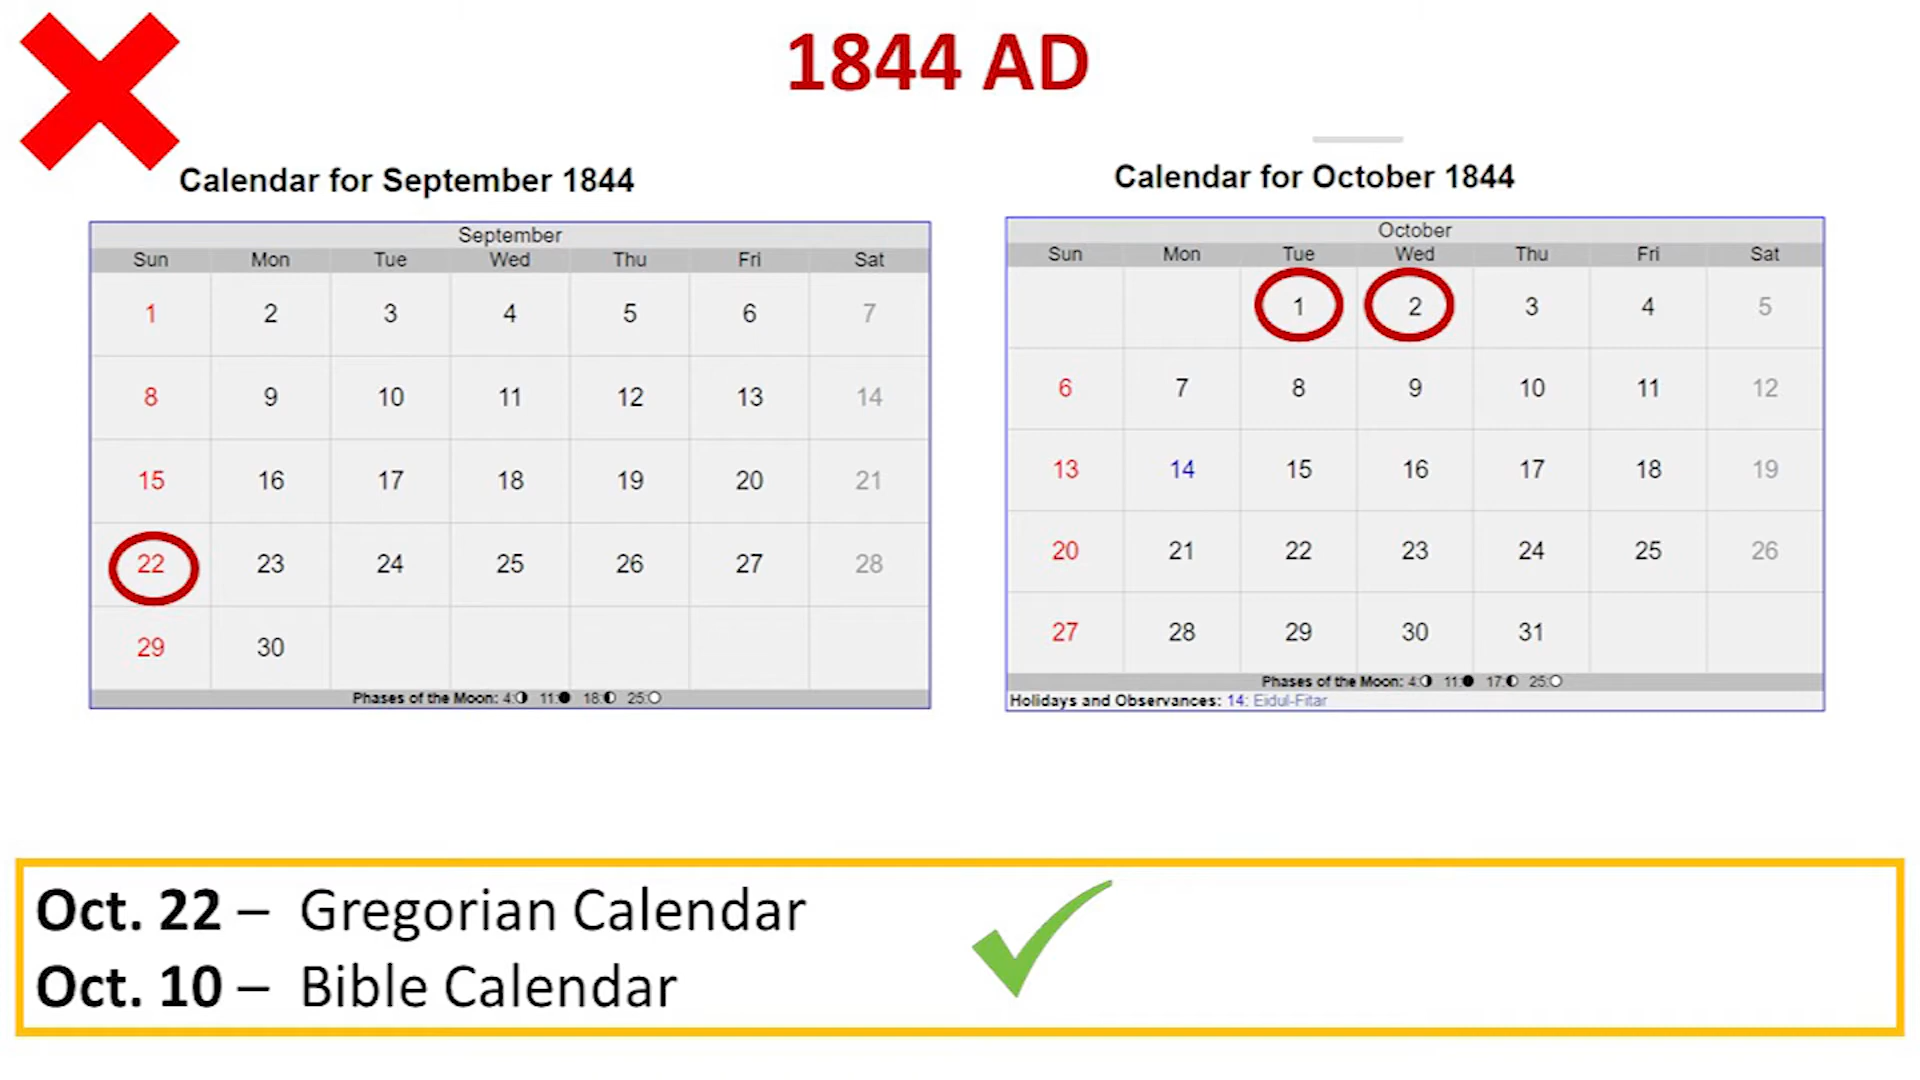 1844 AD
Calendar for September 1844
September
Sun Mon Tue Wed Thu Fri Sat
1 2 3 4 5 6 7
8 9 10 11 12 13 14
15 16 17 18 19 20 21
22 23 24 25 26 27 28
29 30
Phases of the Moon: 4:◑ 11:● 18:◐ 25:○
Calendar for October 1844
October
Sun Mon Tue Wed Thu Fri Sat
1 2 3 4 5
6 7 8 9 10 11 12
13 14 15 16 17 18 19
20 21 22 23 24 25 26
27 28 29 30 31
Phases of the Moon: 4:◑ 11:● 17:◐ 25:○
Holidays and Observances: 14: Eidul-Fitar
Oct. 22 – Gregorian Calendar
Oct. 10 – Bible Calendar